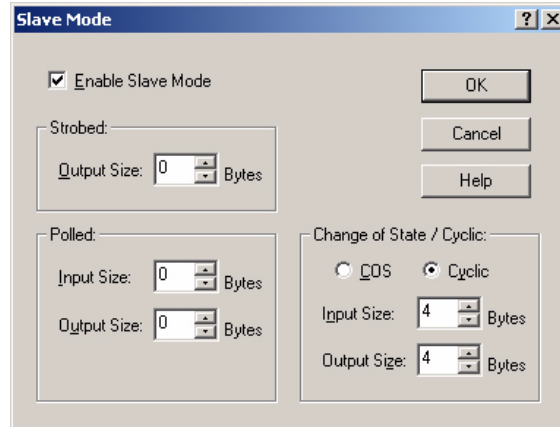 Slave Mode
Enable Slave Mode
OK
Strobed:
Output Size: 0 Bytes
Cancel
Help
Polled:
Input Size: 0 Bytes
Output Size: 0 Bytes
Change of State / Cyclic:
COS Cyclic
Input Size: 4 Bytes
Output Size: 4 Bytes